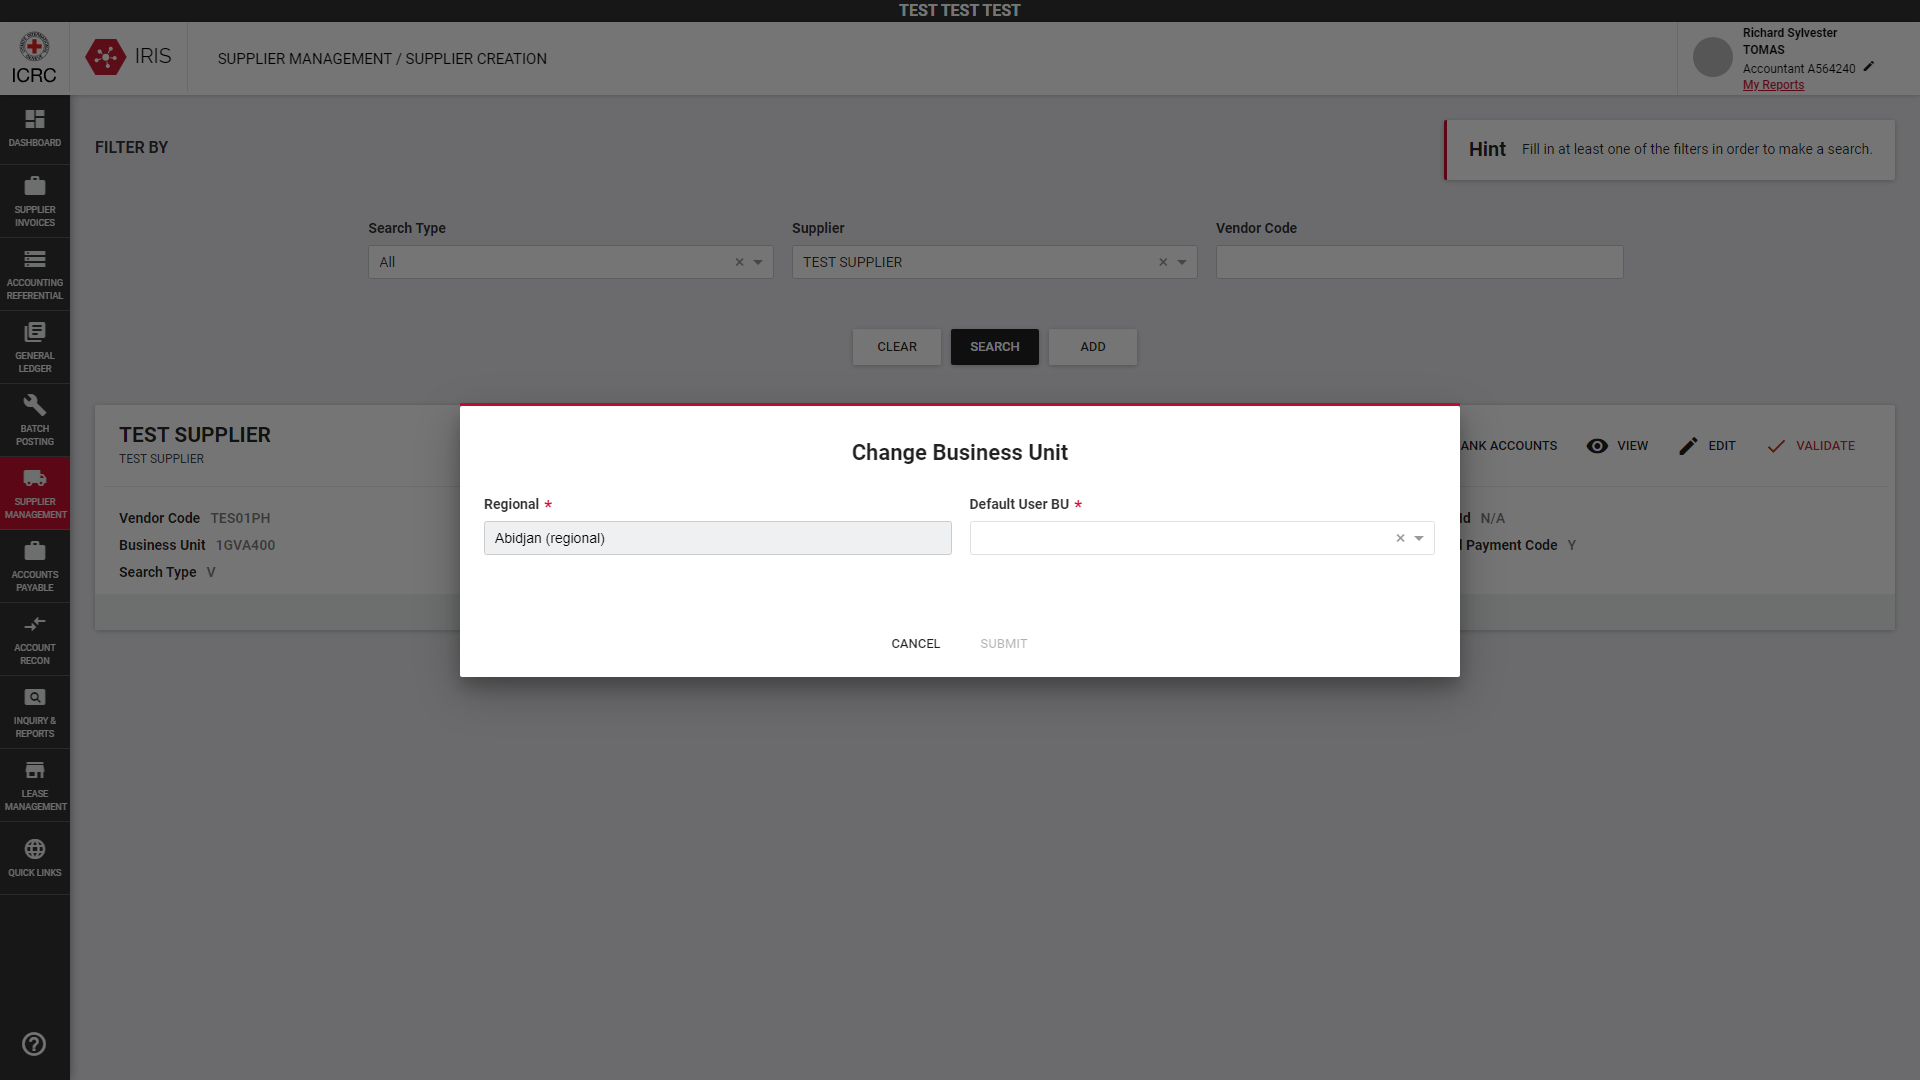 TEST TEST TEST
ICRC
IRIS
SUPPLIER MANAGEMENT / SUPPLIER CREATION
Richard Sylvester
TOMAS
Accountant A564240
My Reports
DASHBOARD
SUPPLIER
INVOICES
ACCOUNTING
REFERENTIAL
GENERAL
LEDGER
BATCH
POSTING
SUPPLIER
MANAGEMENT
ACCOUNTS
PAYABLE
ACCOUNT
RECON
INQUIRY &
REPORTS
LEASE
MANAGEMENT
QUICK LINKS
FILTER BY
Hint Fill in at least one of the filters in order to make a search.
Search Type
All
Supplier
TEST SUPPLIER
Vendor Code
CLEAR SEARCH ADD
TEST SUPPLIER
TEST SUPPLIER
ANK ACCOUNTS VIEW EDIT VALIDATE
Vendor Code TES01PH
Business Unit 1GVA400
Search Type V
Id N/A
l Payment Code Y
Change Business Unit
Regional *
Abidjan (regional)
Default User BU *
CANCEL SUBMIT